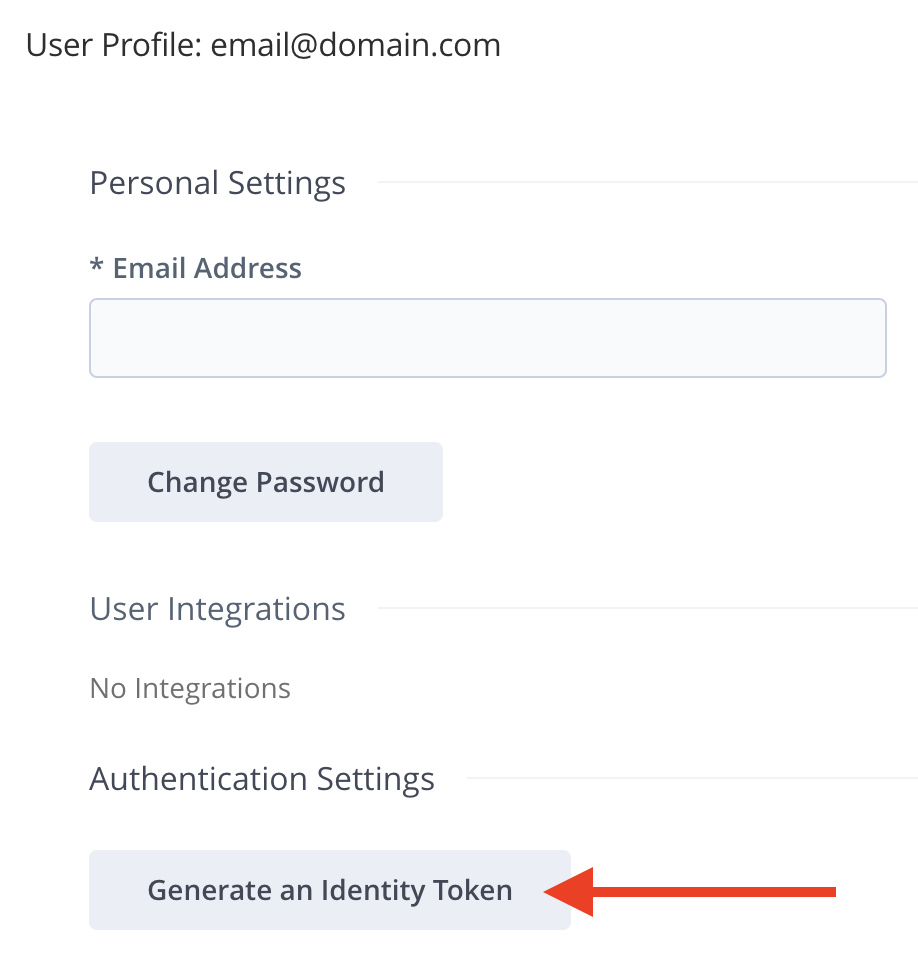 User Profile: email@domain.com
Personal Settings
* Email Address
Change Password
User Integrations
No Integrations
Authentication Settings
Generate an Identity Token